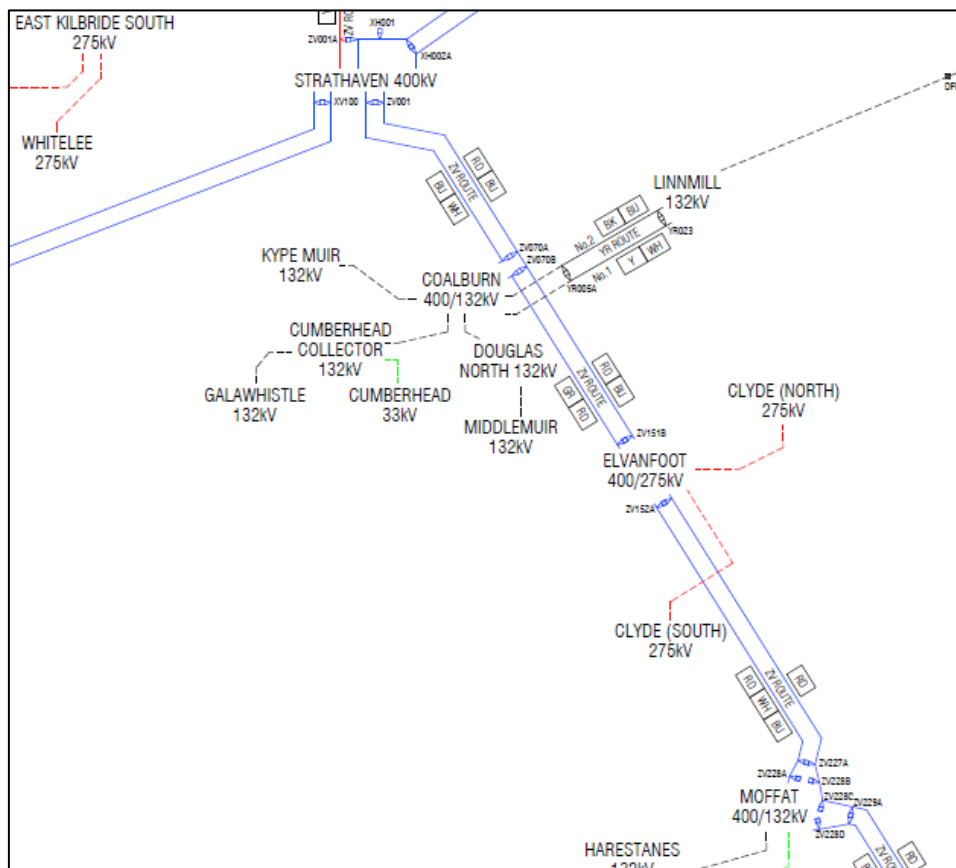 EAST KILBRIDE SOUTH
275kV
XH001
ZV001A
XH002A
STRATHAVEN 400kV
XV100
ZV001
WHITELEE
275kV
ZV ROUTE
RD
BU
BU
WH
LINNMILL
132kV
No.2
BK
BU
YR ROUTE
YR023
No.1
Y
WH
YR005A
KYPE MUIR
132kV
ZV070A
ZV070B
COALBURN
400/132kV
CUMBERHEAD
COLLECTOR
132kV
DOUGLAS
NORTH 132kV
GALAWHISTLE
132kV
CUMBERHEAD
33kV
MIDDLEMUIR
132kV
ZV ROUTE
RD
BU
GR
RD
CLYDE (NORTH)
275kV
ZV151B
ELVANFOOT
400/275kV
ZV152A
CLYDE (SOUTH)
275kV
ZV ROUTE
RD
RD
WH
BU
ZV227A
ZV228A
ZV228B
MOFFAT
400/132kV
ZV228C
ZV229A
ZV228D
HARESTANES
132kV
ZV ROUTE
RD